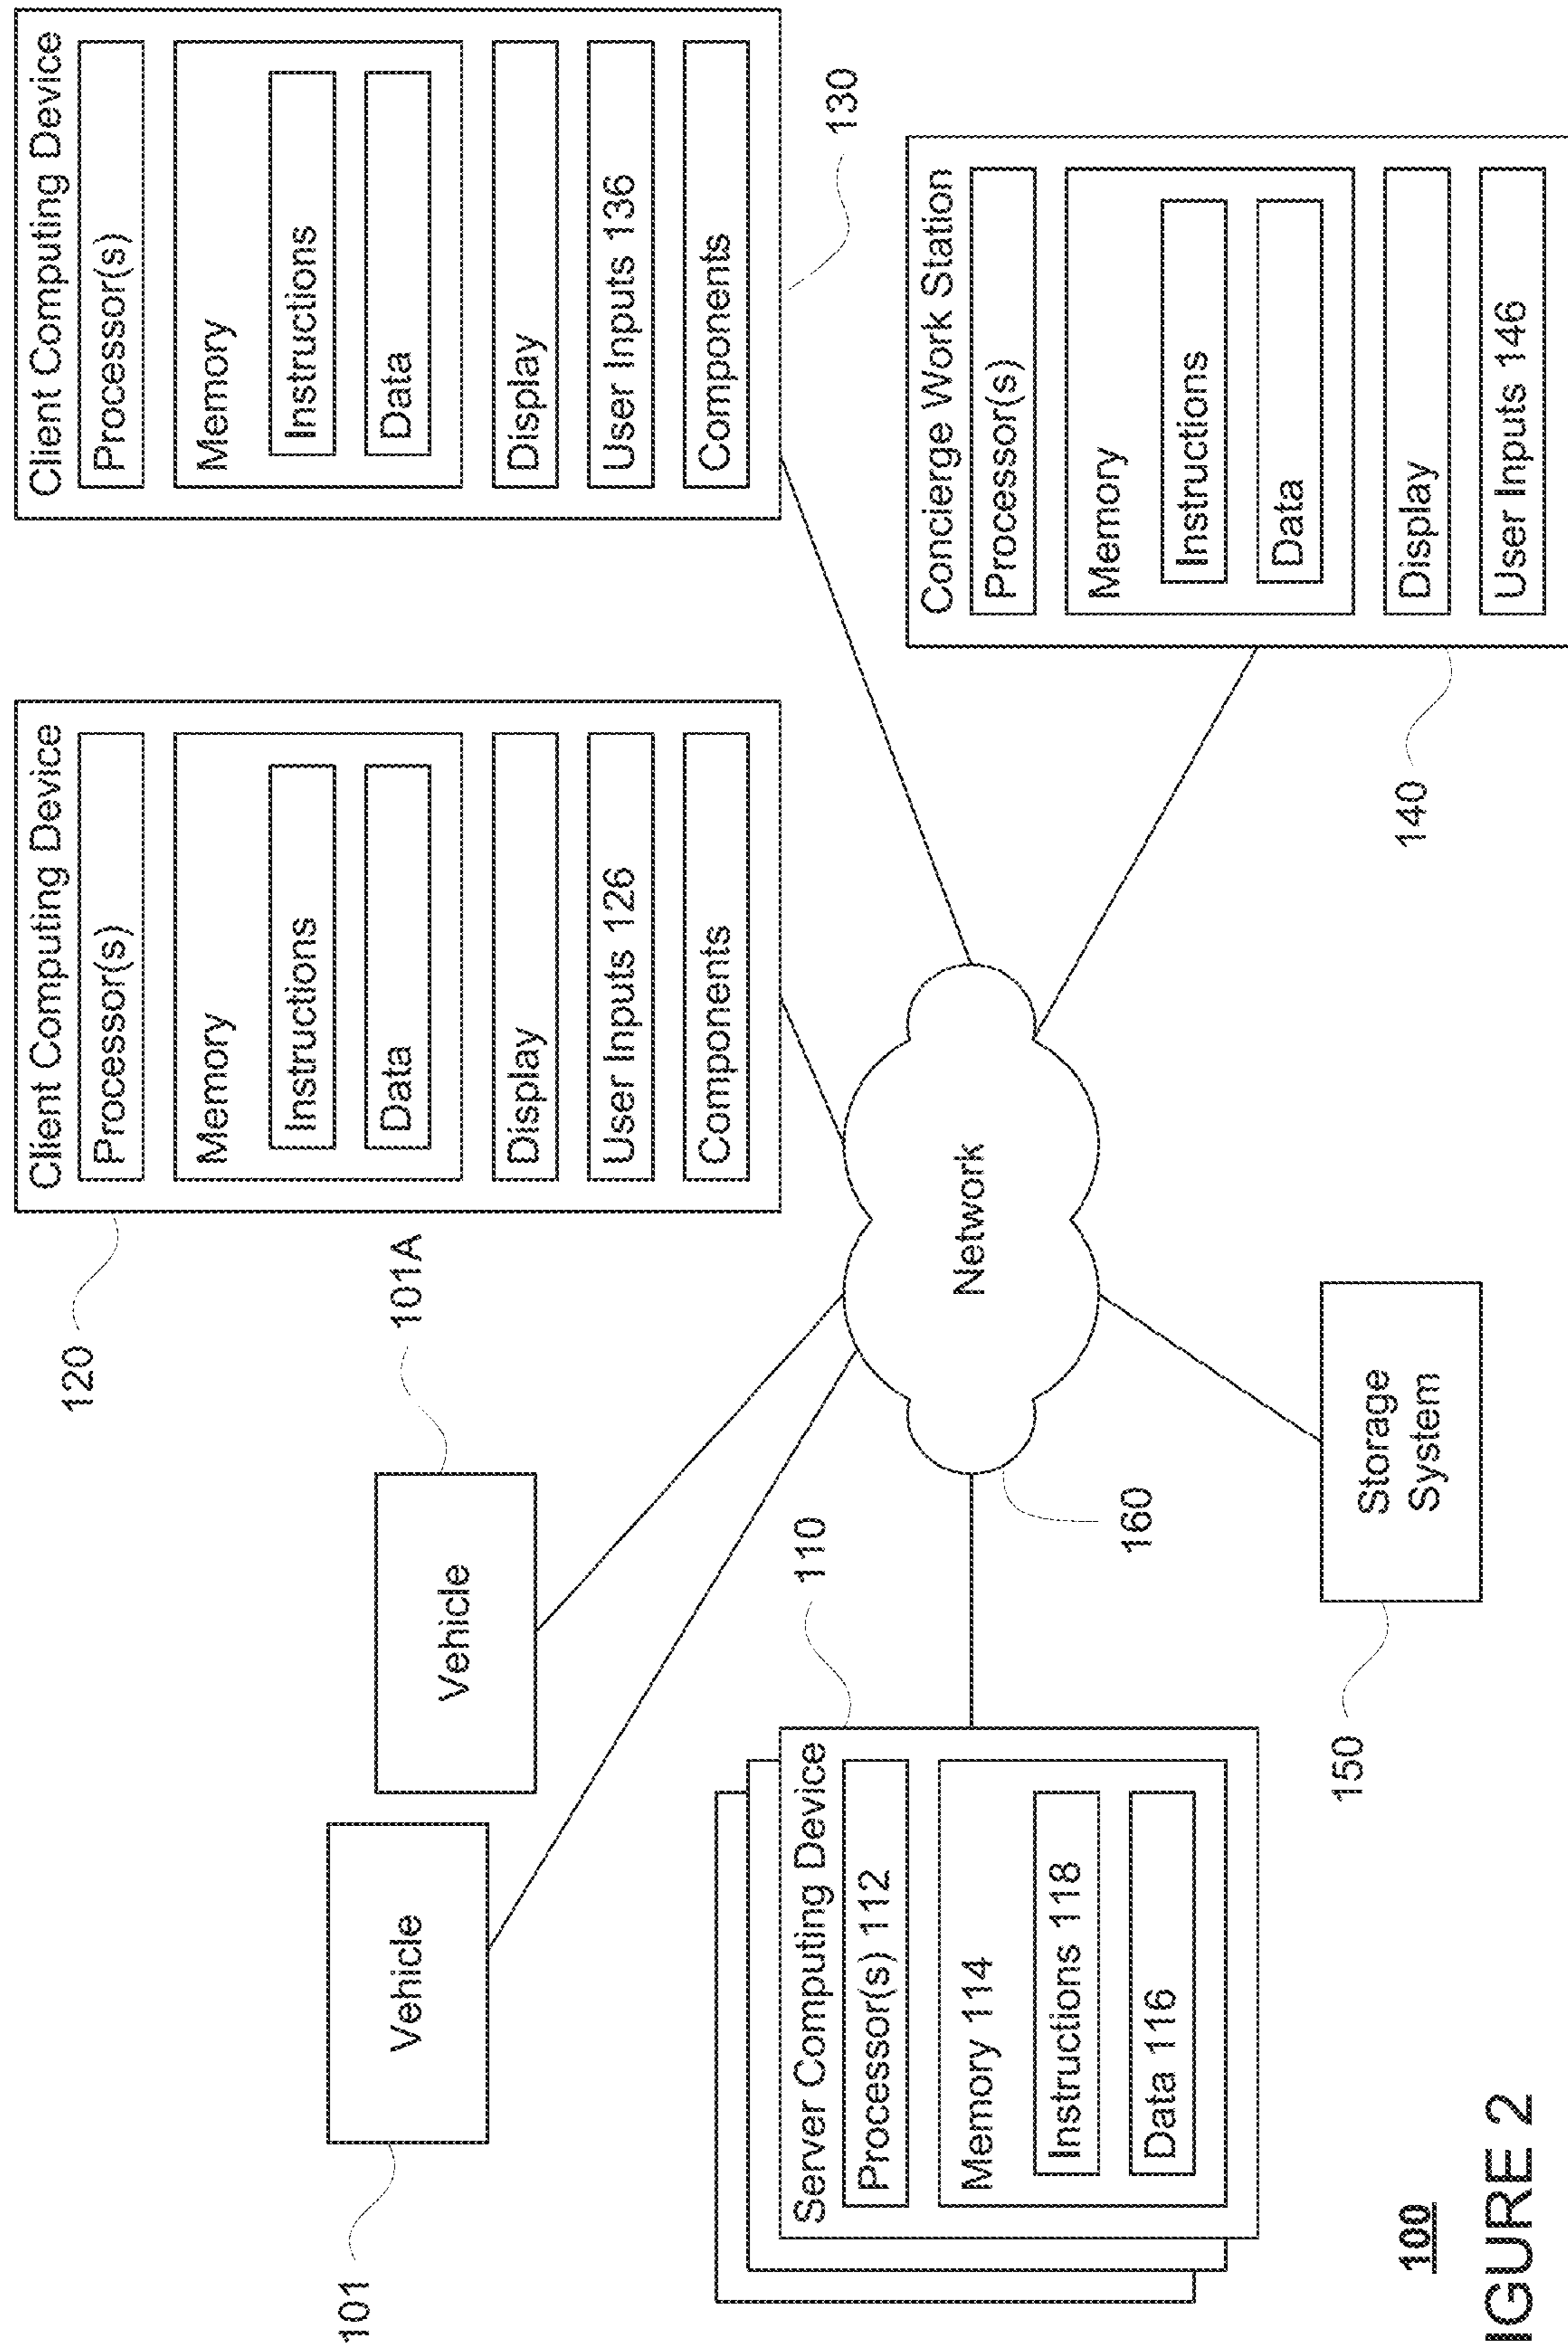 Client Computing Device
Processor(s)
Memory
Instructions
Data
Display
User Inputs 126
Components
120
Client Computing Device
Processor(s)
Memory
Instructions
Data
Display
User Inputs 136
Components
130
Vehicle
101
Vehicle
101A
Network
160
Server Computing Device
Processor(s) 112
Memory 114
Instructions 118
Data 116
110
Storage
System
150
Concierge Work Station
Processor(s)
Memory
Instructions
Data
Display
User Inputs 146
140
100
IGURE 2